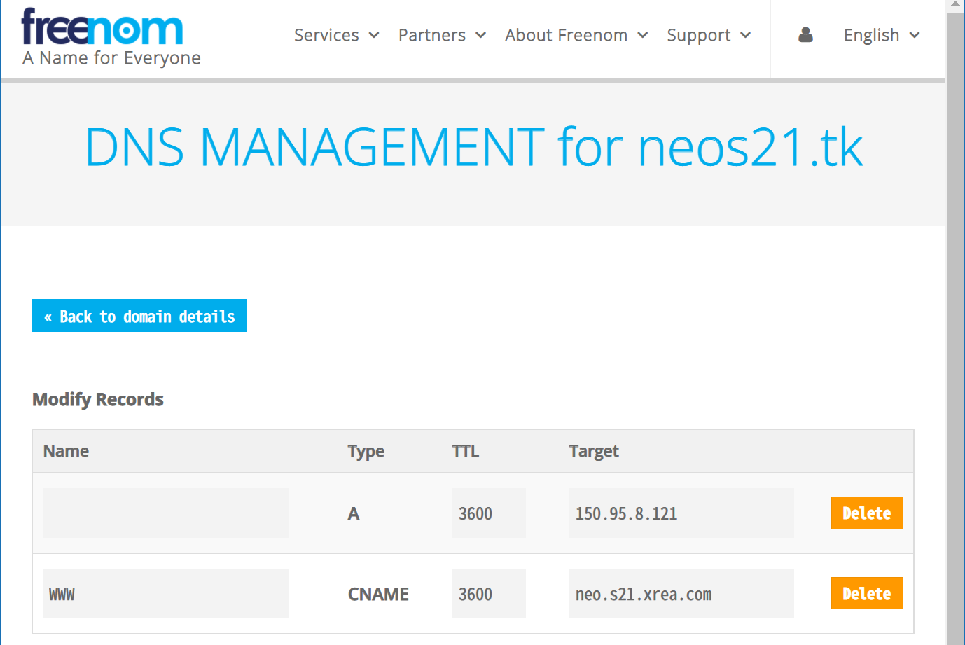 freenom
A Name for Everyone
Services Partners About Freenom Support English
DNS MANAGEMENT for neos21.tk
« Back to domain details
Modify Records
Name Type TTL Target
A 3600 150.95.8.121 Delete
WWW CNAME 3600 neo.s21.xrea.com Delete